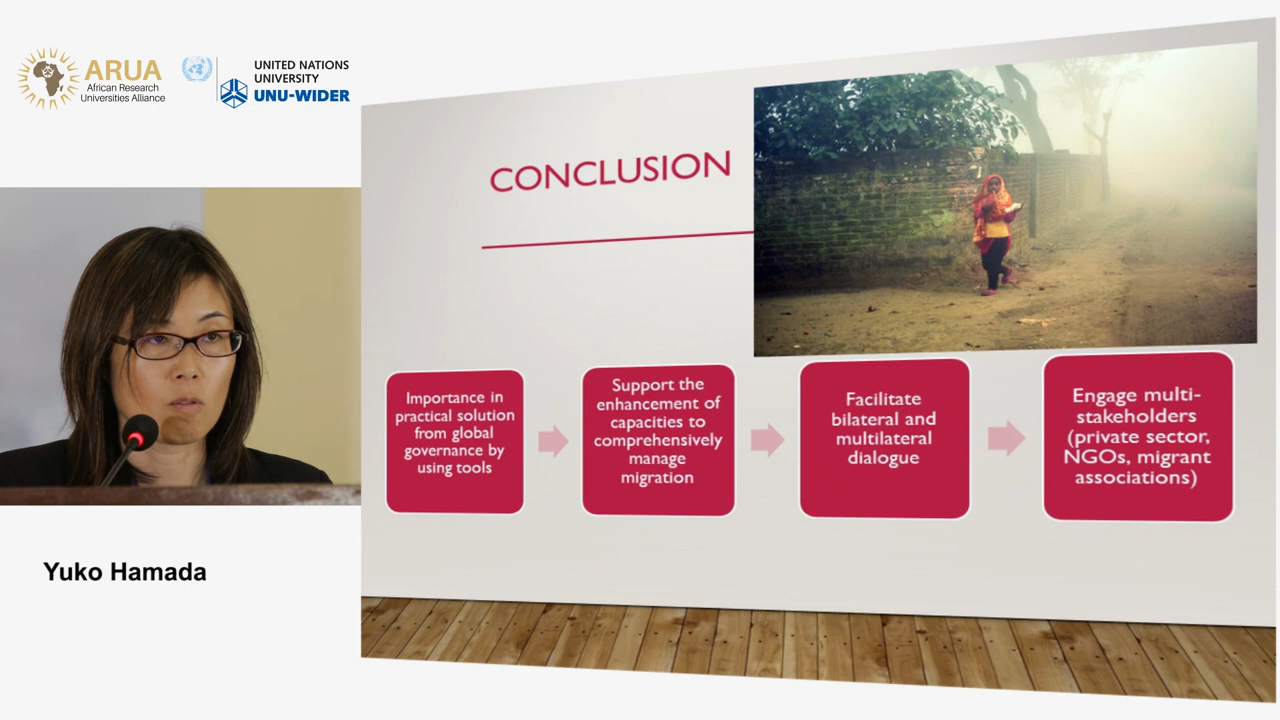 ARUA
African Research
Universities Alliance
UNITED NATIONS
UNIVERSITY
UNU-WIDER
CONCLUSION
Importance in
practical solution
from global
governance by
using tools
Support the
enhancement of
capacities to
comprehensively
manage
migration
Facilitate
bilateral and
multilateral
dialogue
Engage multi-
stakeholders
(private sector,
NGOs, migrant
associations)
Yuko Hamada